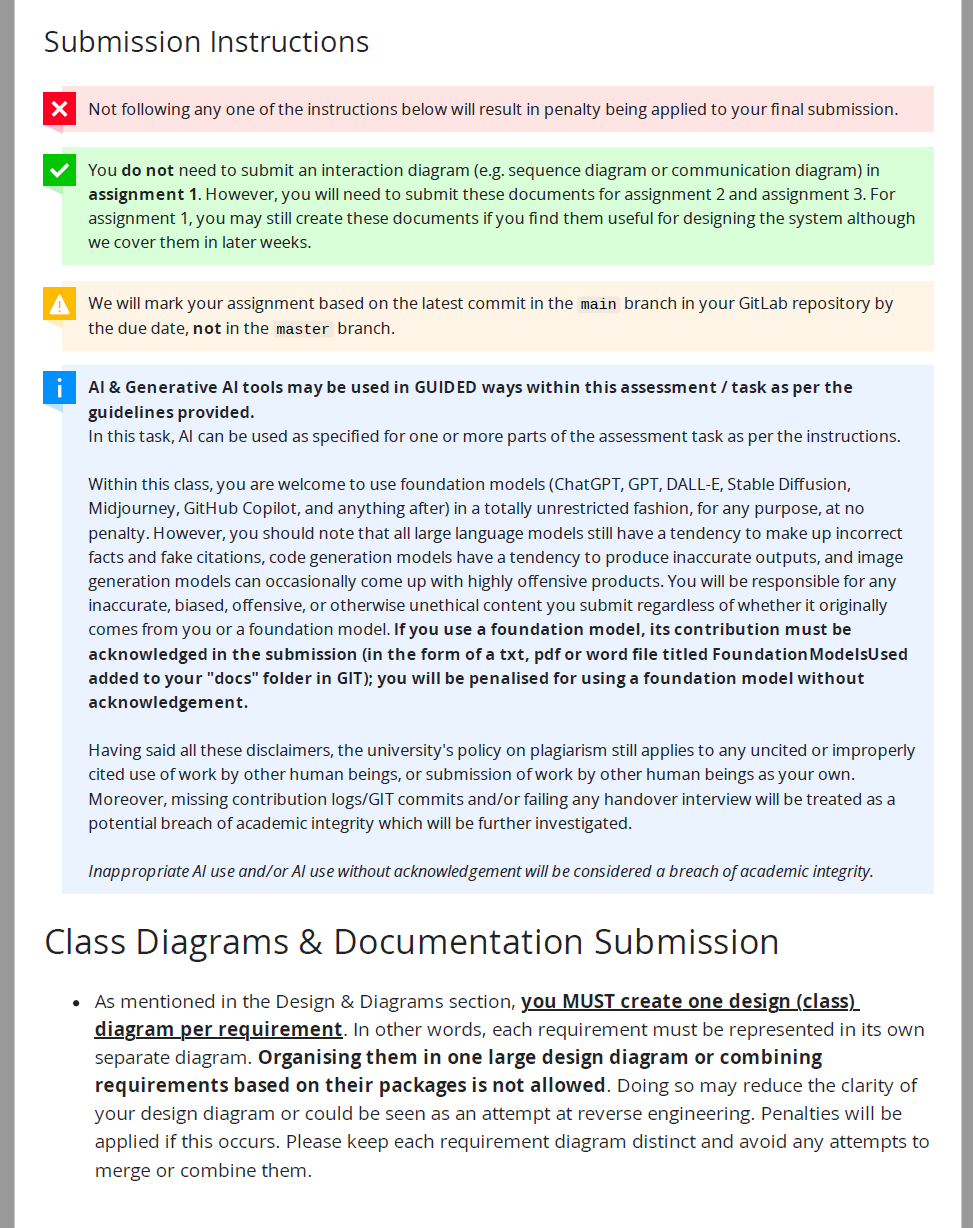 Submission Instructions
Not following any one of the instructions below will result in penalty being applied to your final submission.
You do not need to submit an interaction diagram (e.g. sequence diagram or communication diagram) in
assignment 1. However, you will need to submit these documents for assignment 2 and assignment 3. For
assignment 1, you may still create these documents if you find them useful for designing the system although
we cover them in later weeks.
We will mark your assignment based on the latest commit in the main branch in your GitLab repository by
the due date, not in the master branch.
AI & Generative AI tools may be used in GUIDED ways within this assessment / task as per the
guidelines provided.
In this task, AI can be used as specified for one or more parts of the assessment task as per the instructions.
Within this class, you are welcome to use foundation models (ChatGPT, GPT, DALL-E, Stable Diffusion,
Midjourney, GitHub Copilot, and anything after) in a totally unrestricted fashion, for any purpose, at no
penalty. However, you should note that all large language models still have a tendency to make up incorrect
facts and fake citations, code generation models have a tendency to produce inaccurate outputs, and image
generation models can occasionally come up with highly offensive products. You will be responsible for any
inaccurate, biased, offensive, or otherwise unethical content you submit regardless of whether it originally
comes from you or a foundation model. If you use a foundation model, its contribution must be
acknowledged in the submission (in the form of a txt, pdf or word file titled FoundationModelsUsed
added to your "docs" folder in GIT); you will be penalised for using a foundation model without
acknowledgement.
Having said all these disclaimers, the university's policy on plagiarism still applies to any uncited or improperly
cited use of work by other human beings, or submission of work by other human beings as your own.
Moreover, missing contribution logs/GIT commits and/or failing any handover interview will be treated as a
potential breach of academic integrity which will be further investigated.
Inappropriate AI use and/or AI use without acknowledgement will be considered a breach of academic integrity.
Class Diagrams & Documentation Submission
• As mentioned in the Design & Diagrams section, you MUST create one design (class)
diagram per requirement. In other words, each requirement must be represented in its own
separate diagram. Organising them in one large design diagram or combining
requirements based on their packages is not allowed. Doing so may reduce the clarity of
your design diagram or could be seen as an attempt at reverse engineering. Penalties will be
applied if this occurs. Please keep each requirement diagram distinct and avoid any attempts to
merge or combine them.